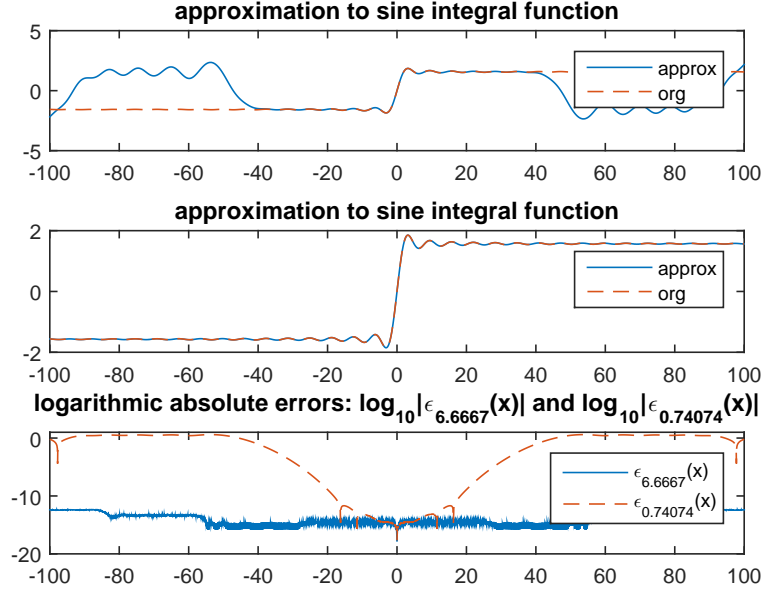 approximation to sine integral function
5
0
-5
-100 -80 -60 -40 -20 0 20 40 60 80 100
approx
org
approximation to sine integral function
2
0
-2
-100 -80 -60 -40 -20 0 20 40 60 80 100
approx
org
logarithmic absolute errors: log10|ϵ6.6667(x)| and log10|ϵ0.74074(x)|
0
-10
-20
-100 -80 -60 -40 -20 0 20 40 60 80 100
ϵ6.6667(x)
ϵ0.74074(x)